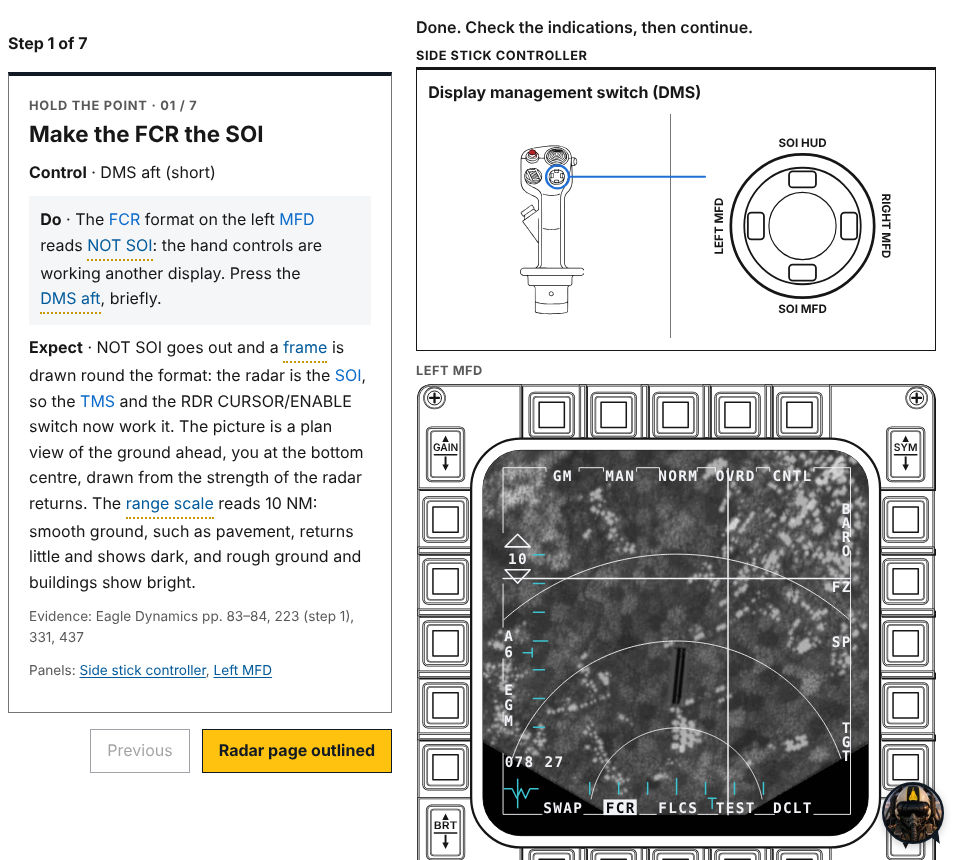 Step 1 of 7
HOLD THE POINT · 01 / 7
Make the FCR the SOI
Control · DMS aft (short)
Do · The FCR format on the left MFD
reads NOT SOI: the hand controls are
working another display. Press the
DMS aft, briefly.
Expect · NOT SOI goes out and a frame is
drawn round the format: the radar is the SOI,
so the TMS and the RDR CURSOR/ENABLE
switch now work it. The picture is a plan
view of the ground ahead, you at the bottom
centre, drawn from the strength of the radar
returns. The range scale reads 10 NM:
smooth ground, such as pavement, returns
little and shows dark, and rough ground and
buildings show bright.
Evidence: Eagle Dynamics pp. 83–84, 223 (step 1),
331, 437
Panels: Side stick controller, Left MFD
Previous
Radar page outlined
Done. Check the indications, then continue.
SIDE STICK CONTROLLER
Display management switch (DMS)
SOI HUD
LEFT MFD
RIGHT MFD
SOI MFD
LEFT MFD
GAIN
SYM
GM MAN NORM OVRD CNTL
BARO
10
FZ
A6
SP
EGM
TGT
078 27
SWAP FCR FLCS TEST DCLT
BRT